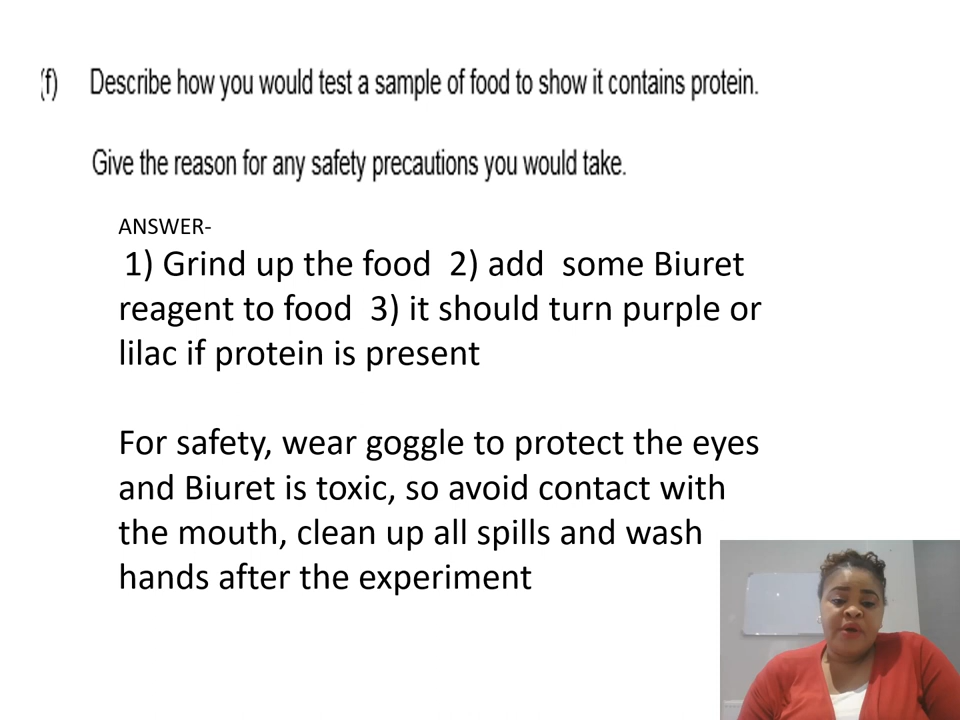 (f) Describe how you would test a sample of food to show it contains protein.
Give the reason for any safety precautions you would take.
ANSWER-
1) Grind up the food 2) add some Biuret
reagent to food 3) it should turn purple or
lilac if protein is present
For safety, wear goggle to protect the eyes
and Biuret is toxic, so avoid contact with
the mouth, clean up all spills and wash
hands after the experiment